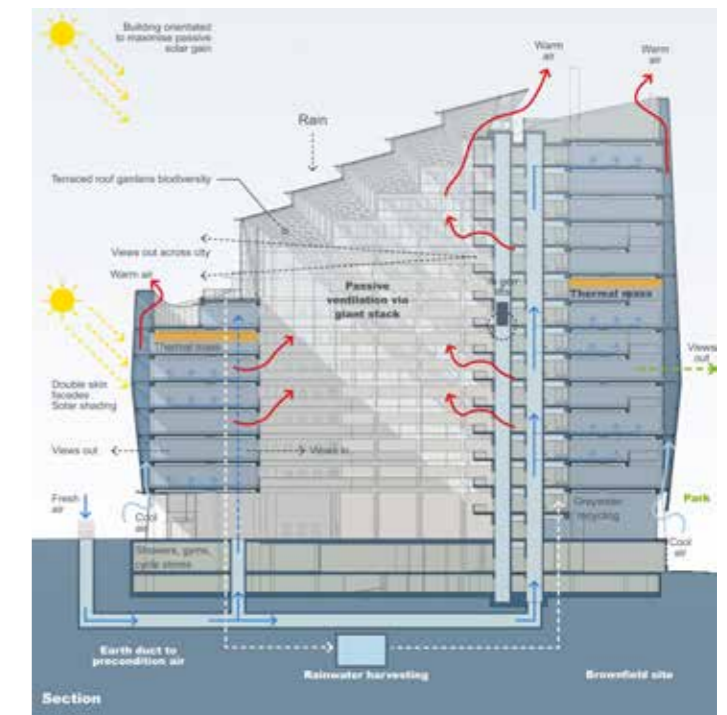 Building orientated
to maximise passive
solar gain
Warm
air
Warm
air
Rain
Terraced roof gardens biodiversity
Views out across city
Warm air
Passive
ventilation via
giant stack
Thermal mass
Thermal mass
Views
out
Double skin
facades
Solar shading
Views out
Views in
Fresh
air
Cool
air
Greywater
recycling
Park
Cool
air
Showers, gyms,
cycle stores
Earth duct to
precondition air
Rainwater harvesting
Brownfield site
Section